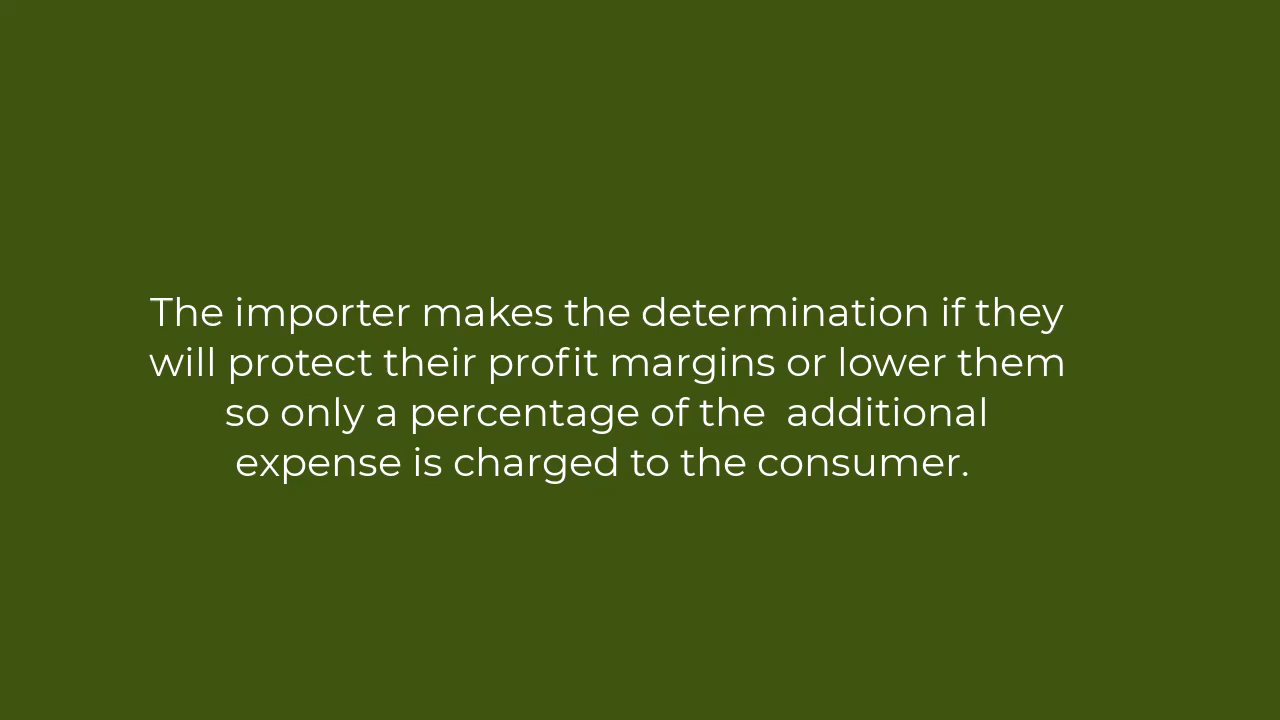 The importer makes the determination if they
will protect their profit margins or lower them
so only a percentage of the  additional
expense is charged to the consumer.